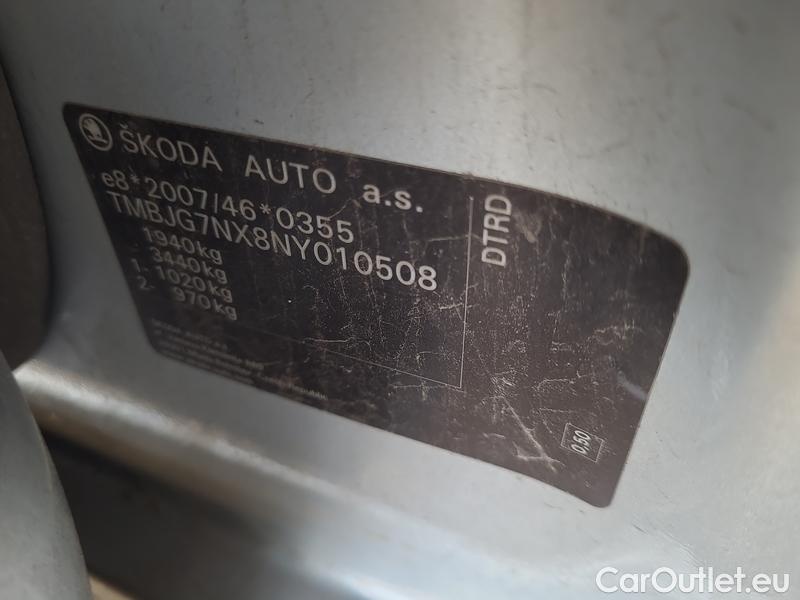 ŠKODA AUTO a.s.
e8*2007/46*0355
TMBJG7NX8NY010508
1940kg
3440kg
1- 1020kg
2- 970kg
DTRD
0,50
CarOutlet.eu